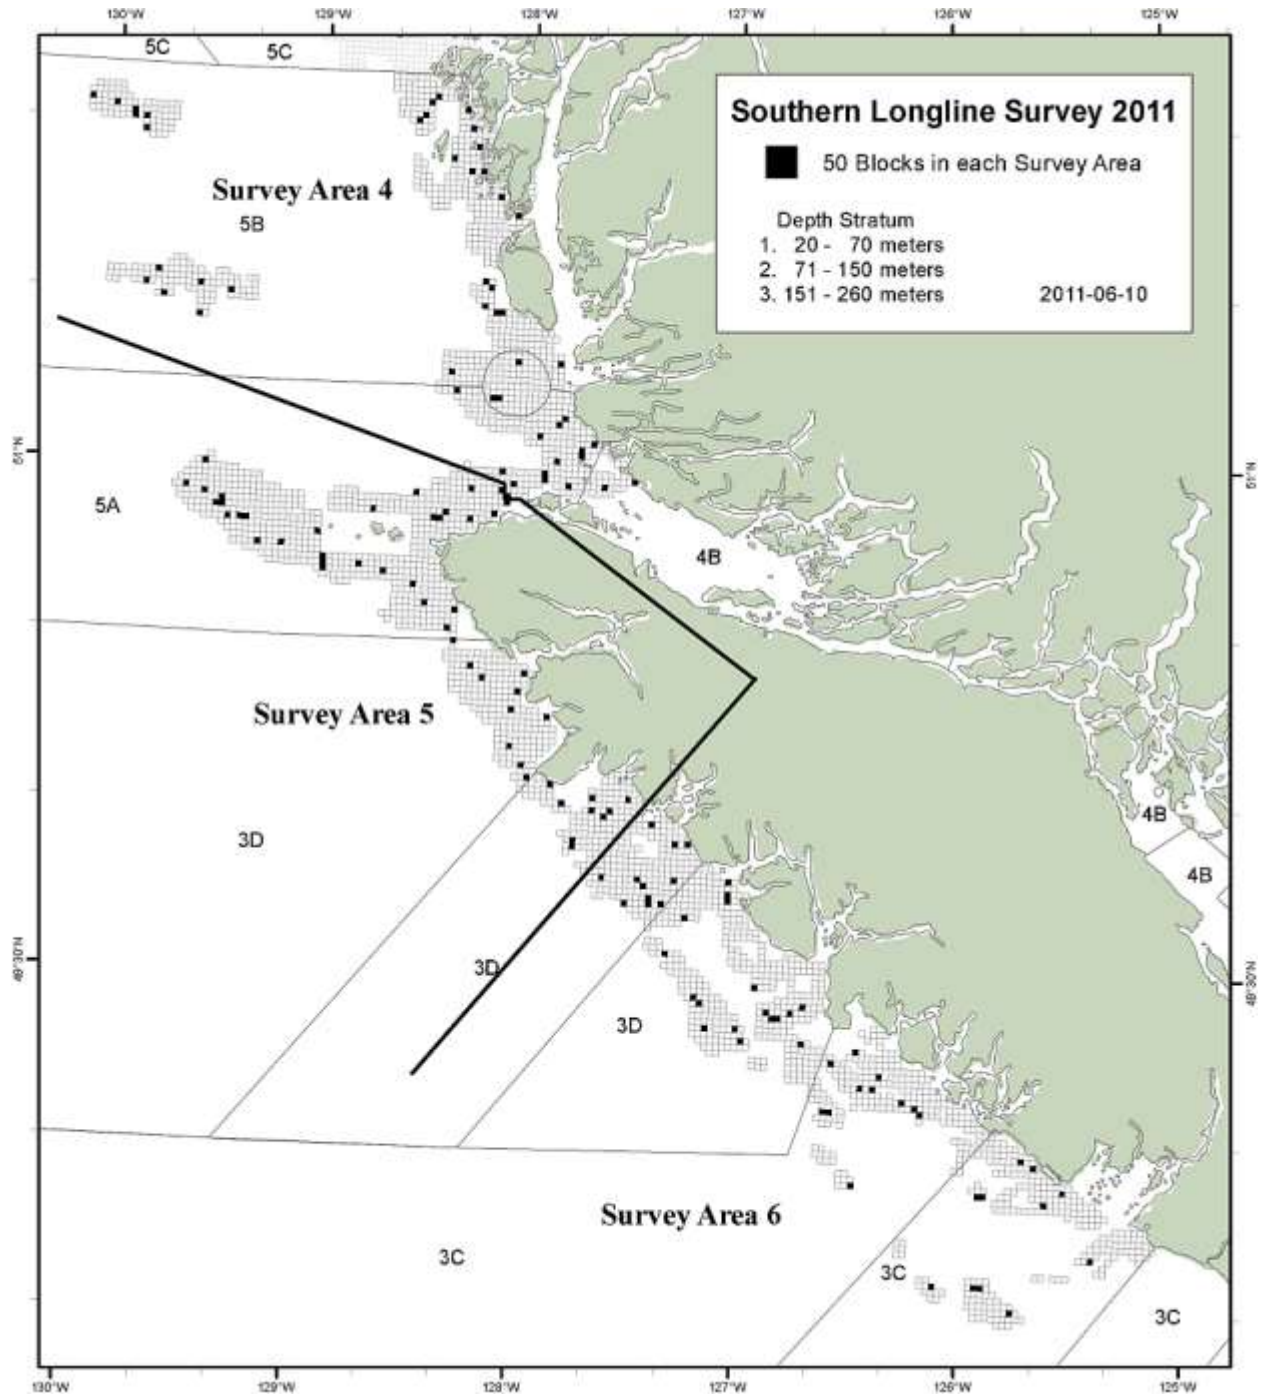 130°W 129°W 128°W 127°W 126°W 125°W
5C
5C
Southern Longline Survey 2011
50 Blocks in each Survey Area
Depth Stratum
1. 20 - 70 meters
2. 71 - 150 meters
3. 151 - 260 meters
2011-06-10
Survey Area 4
5B
51°N
51°N
5A
4B
Survey Area 5
3D
4B
4B
49°30'N
49°30'N
3D
3D
Survey Area 6
3C
3C
3C
130°W 129°W 128°W 127°W 126°W 125°W